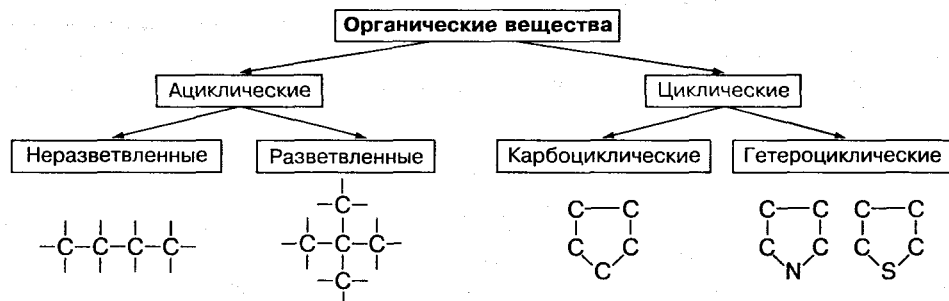 Органические вещества
Ациклические
Циклические
Неразветвленные
Разветвленные
Карбоциклические
Гетероциклические
-C-C-C-C-
-C-
-C-C-C-
-C-
C — C
C C
C
C — C
C C
N
C — C
C C
S